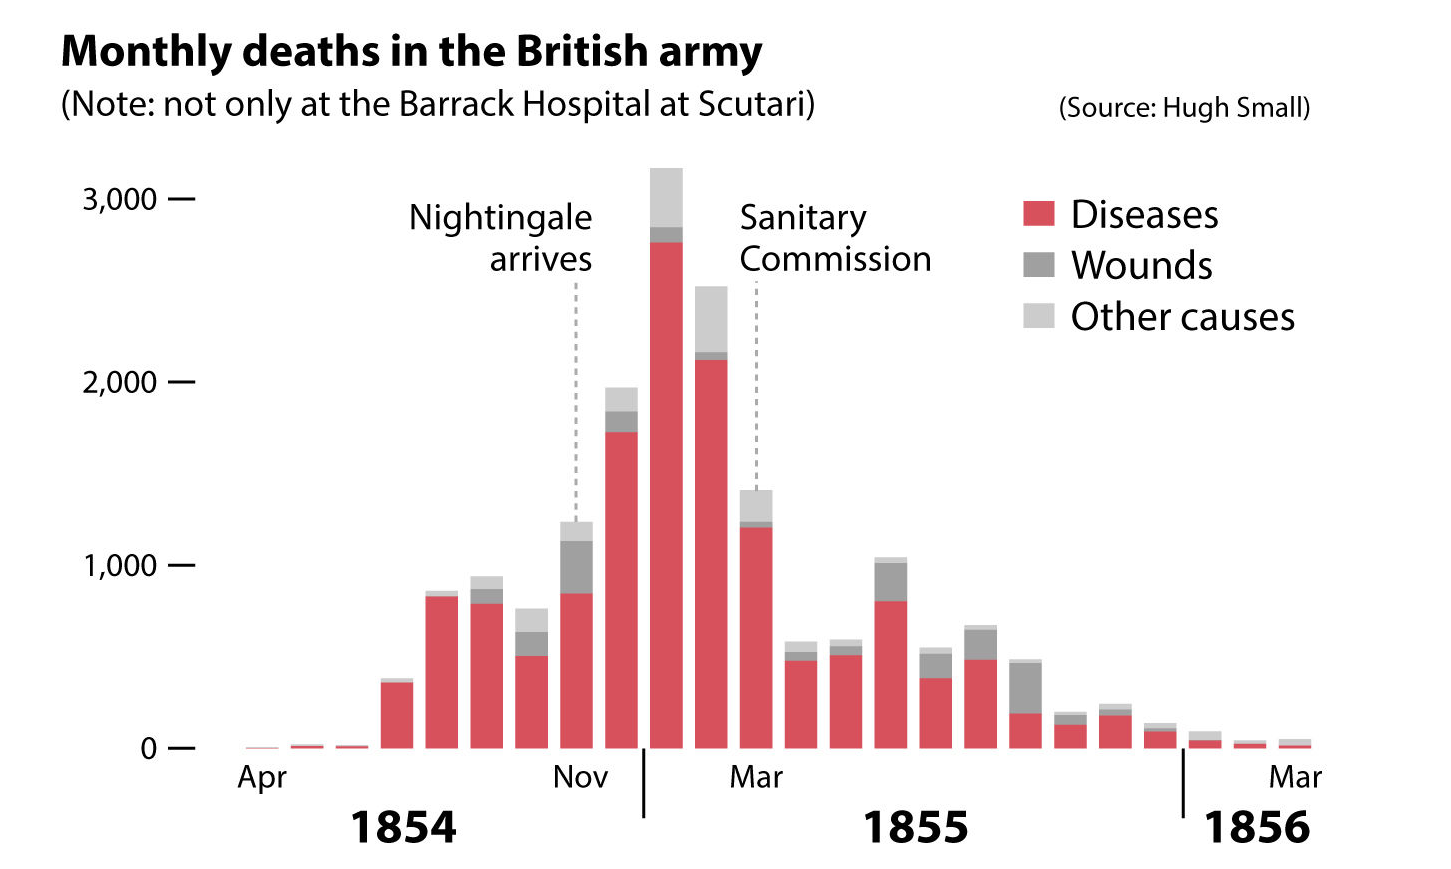 Monthly deaths in the British army
(Note: not only at the Barrack Hospital at Scutari)
(Source: Hugh Small)
3,000
2,000
1,000
0
Nightingale
arrives
Sanitary
Commission
Diseases
Wounds
Other causes
Apr
Nov
Mar
Mar
1854
1855
1856